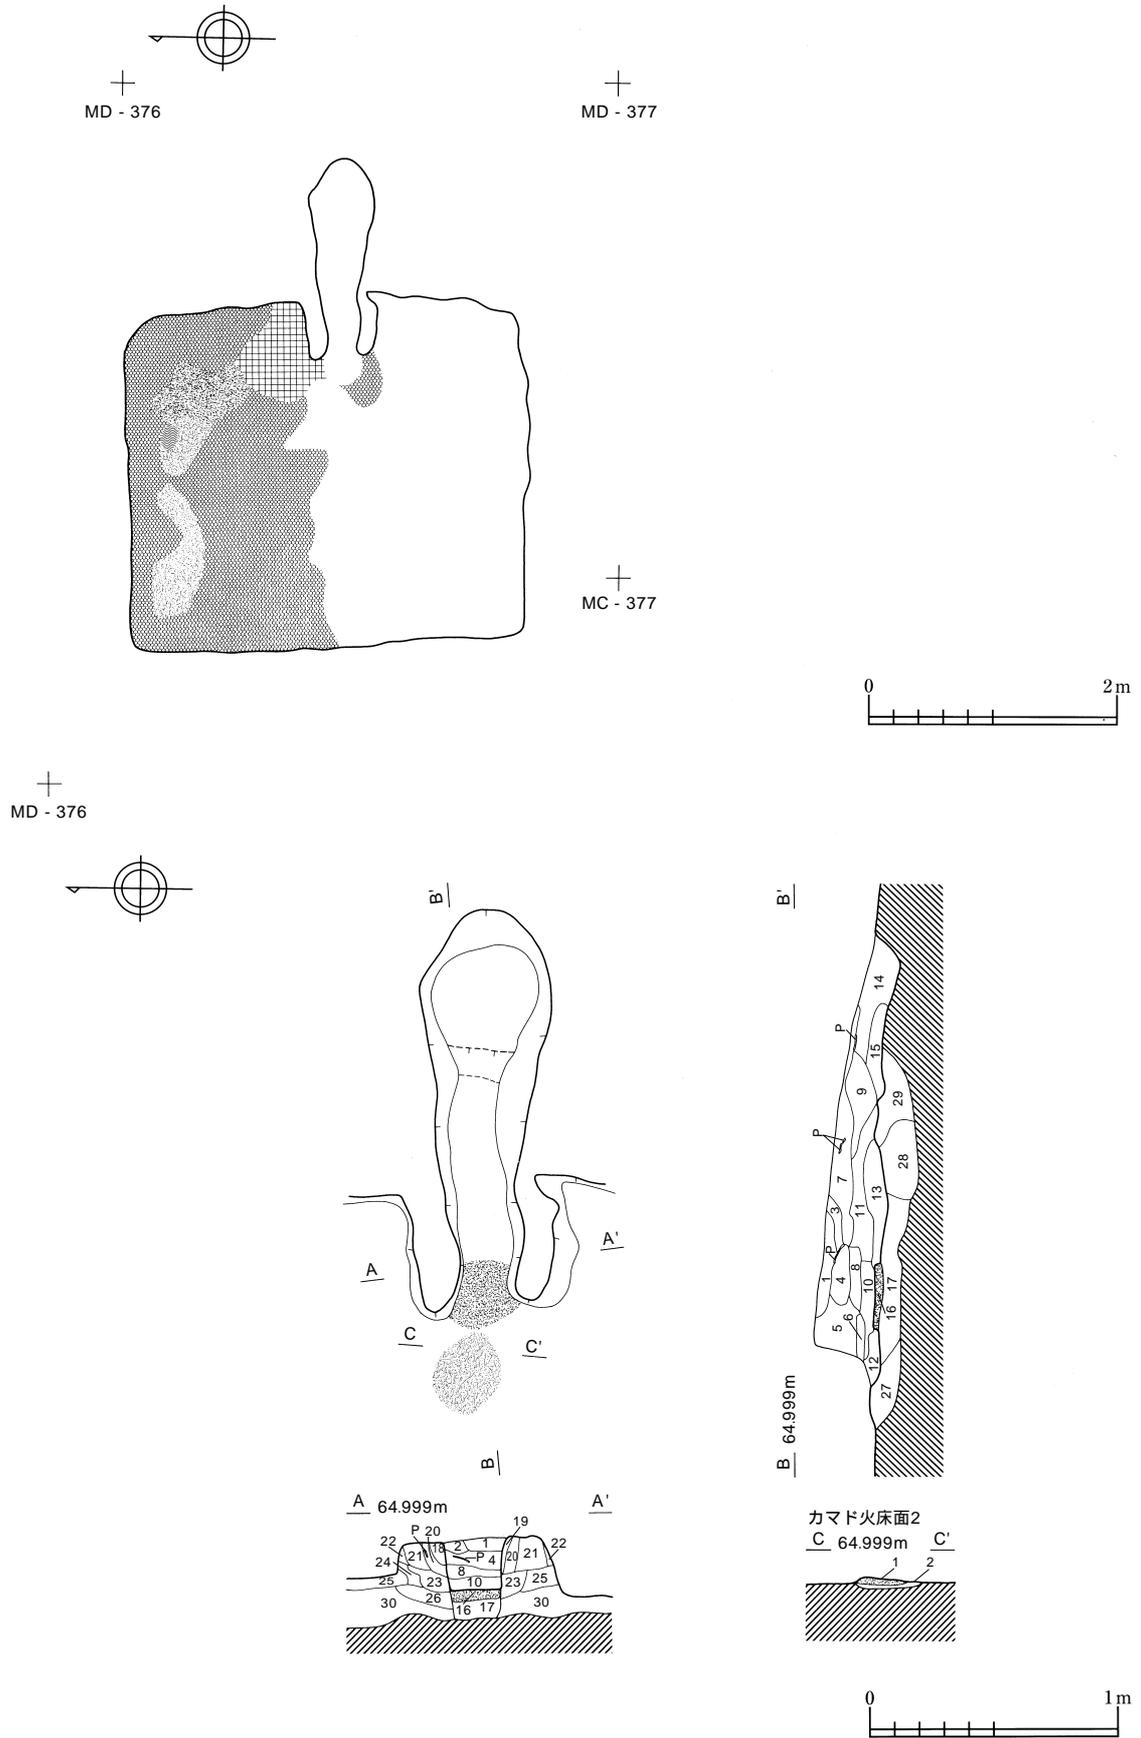 MD - 376
MD - 377
MC - 377
0 2m
MD - 376
B'
A
A'
C
C'
B
B'
14
P
15
9
29
P
28
7
13
3
11
P
1
4
8
10
17
16
6
5
12
27
B 64.999m
A 64.999m A'
19
P 20
22 21 18 2 1 20 21 22
P 4
24
8
25 23 10 23 25
26
30 16 17 30
カマド火床面2
C 64.999m C'
1 2
0 1m